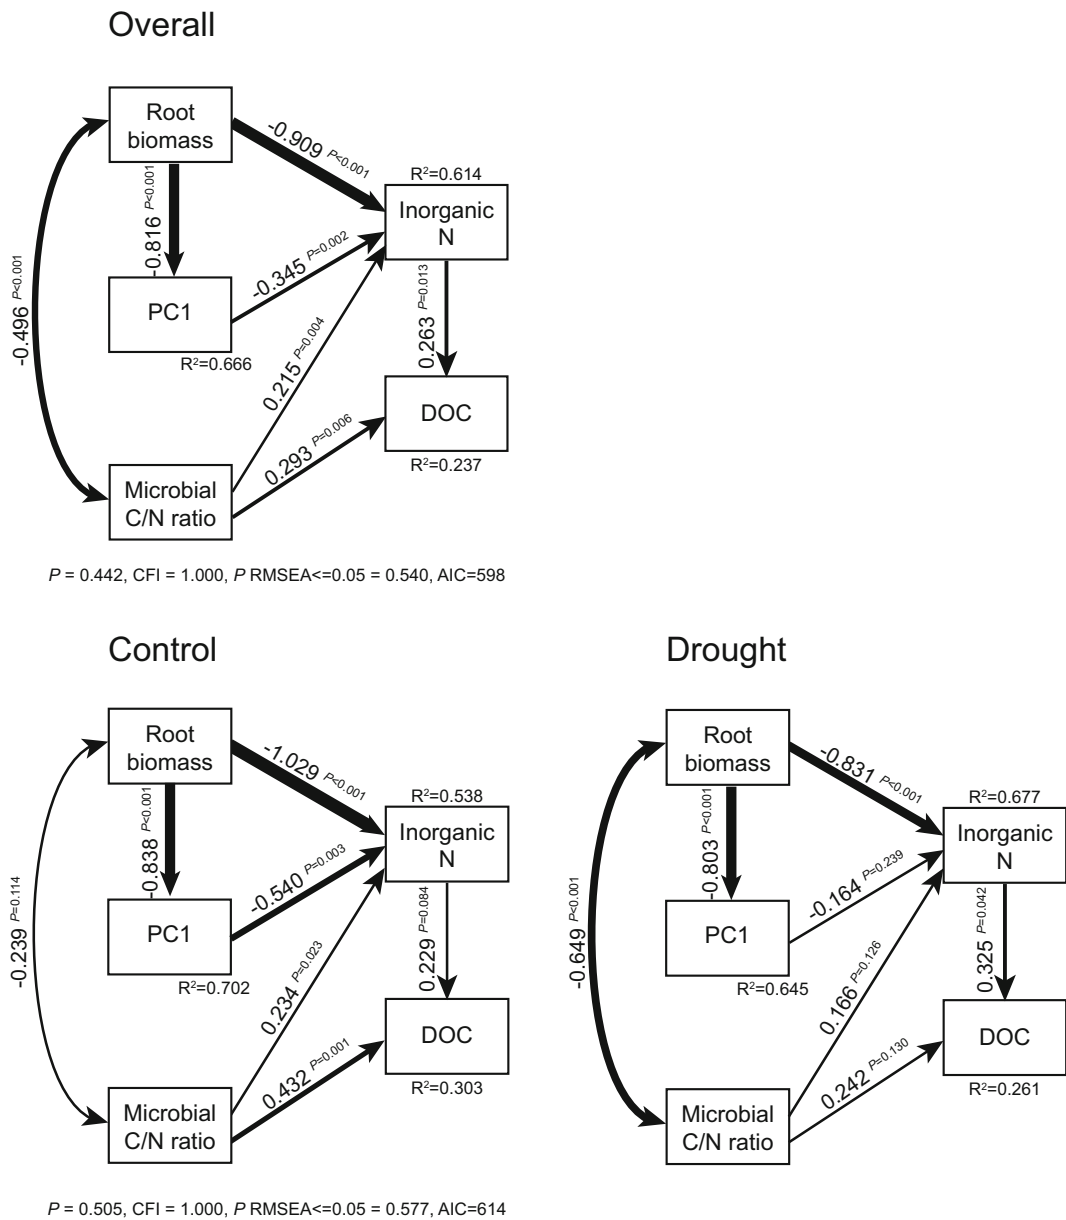 Overall
Root
biomass
-0.909 P<0.001
R²=0.614
Inorganic
N
-0.816 P<0.001
-0.345 P=0.002
-0.496 P<0.001
PC1
R²=0.666
0.215 P=0.004
0.263 P=0.013
DOC
R²=0.237
0.293 P=0.006
Microbial
C/N ratio
P = 0.442, CFI = 1.000, P RMSEA<=0.05 = 0.540, AIC=598
Control
Root
biomass
-1.029 P<0.001
R²=0.538
Inorganic
N
-0.838 P<0.001
-0.540 P=0.003
-0.239 P=0.114
PC1
R²=0.702
0.234 P=0.023
0.229 P=0.084
DOC
R²=0.303
0.432 P=0.001
Microbial
C/N ratio
P = 0.505, CFI = 1.000, P RMSEA<=0.05 = 0.577, AIC=614
Drought
Root
biomass
-0.831 P<0.001
R²=0.677
Inorganic
N
-0.803 P<0.001
-0.164 P=0.239
-0.649 P<0.001
PC1
R²=0.645
0.166 P=0.126
0.325 P=0.042
DOC
R²=0.261
0.242 P=0.130
Microbial
C/N ratio